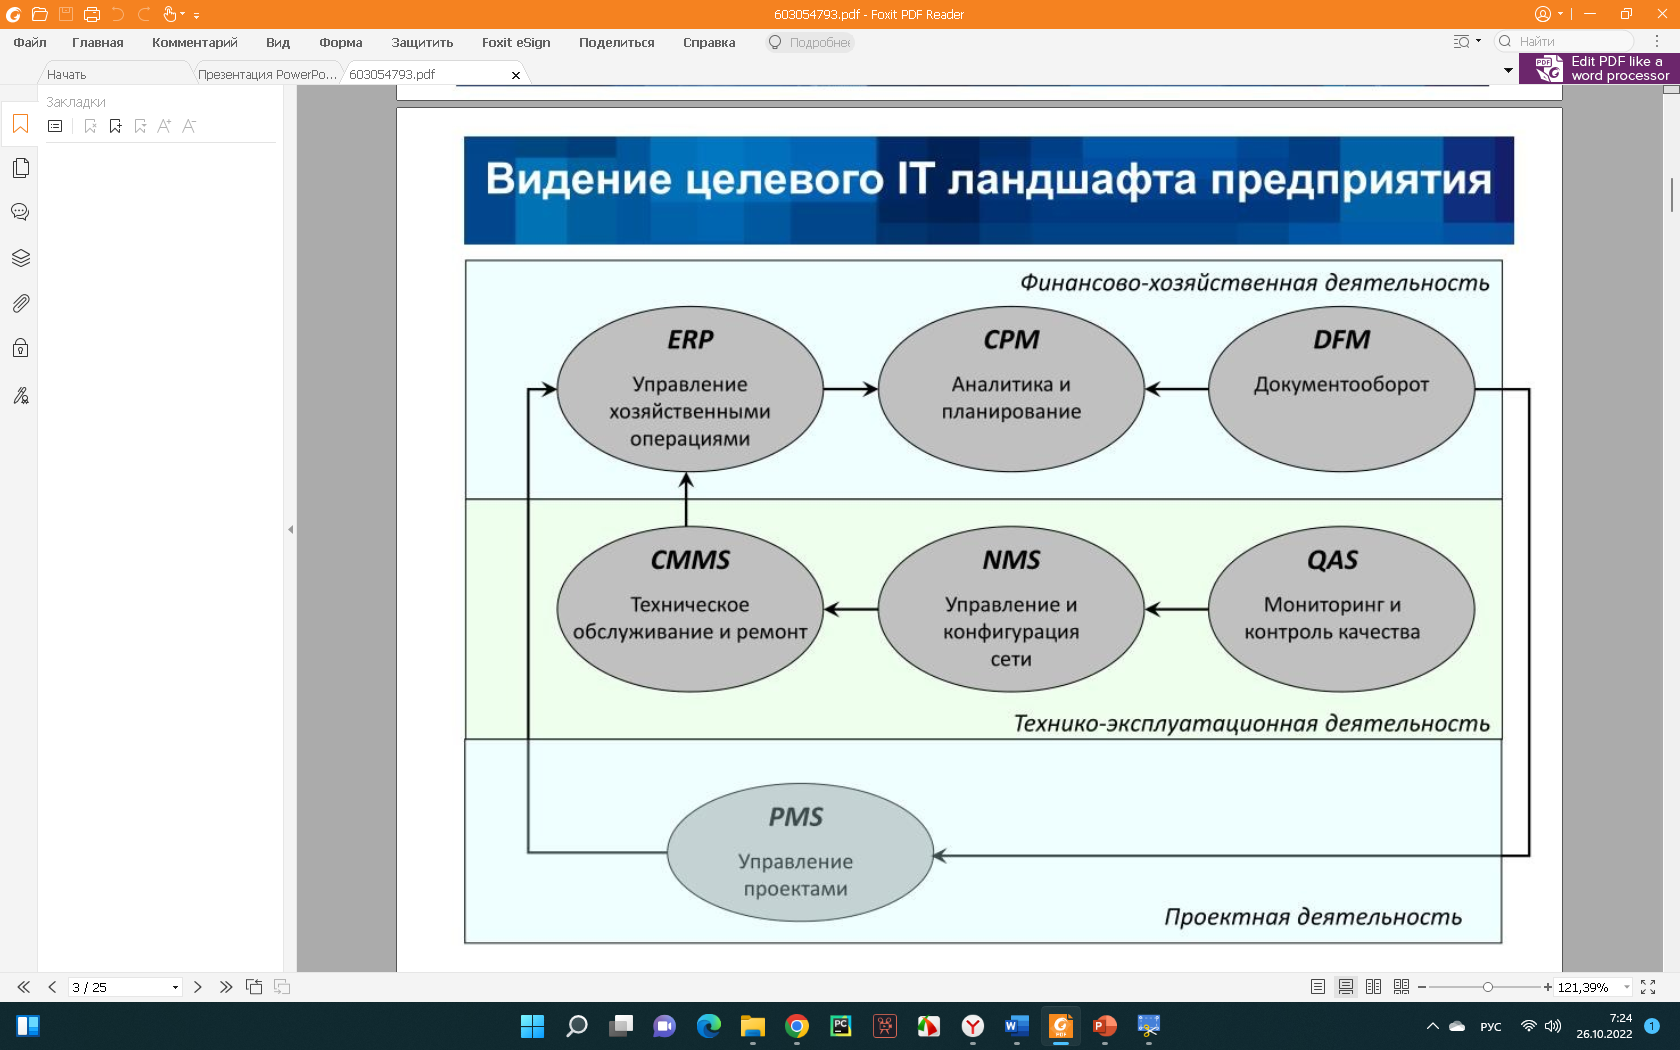 603054793.pdf - Foxit PDF Reader
Файл Главная Комментарий Вид Форма Защитить Foxit eSign Поделиться Справка Подробнее Найти
Начать Презентация PowerPo... 603054793.pdf
Edit PDF like a
word processor
Закладки
Видение целевого IT ландшафта предприятия
Финансово-хозяйственная деятельность
ERP
Управление
хозяйственными
операциями
CPM
Аналитика и
планирование
DFM
Документооборот
CMMS
Техническое
обслуживание и ремонт
NMS
Управление и
конфигурация
сети
QAS
Мониторинг и
контроль качества
Технико-эксплуатационная деятельность
PMS
Управление
проектами
Проектная деятельность
3 / 25
121,39%
РУС
7:24
26.10.2022
1